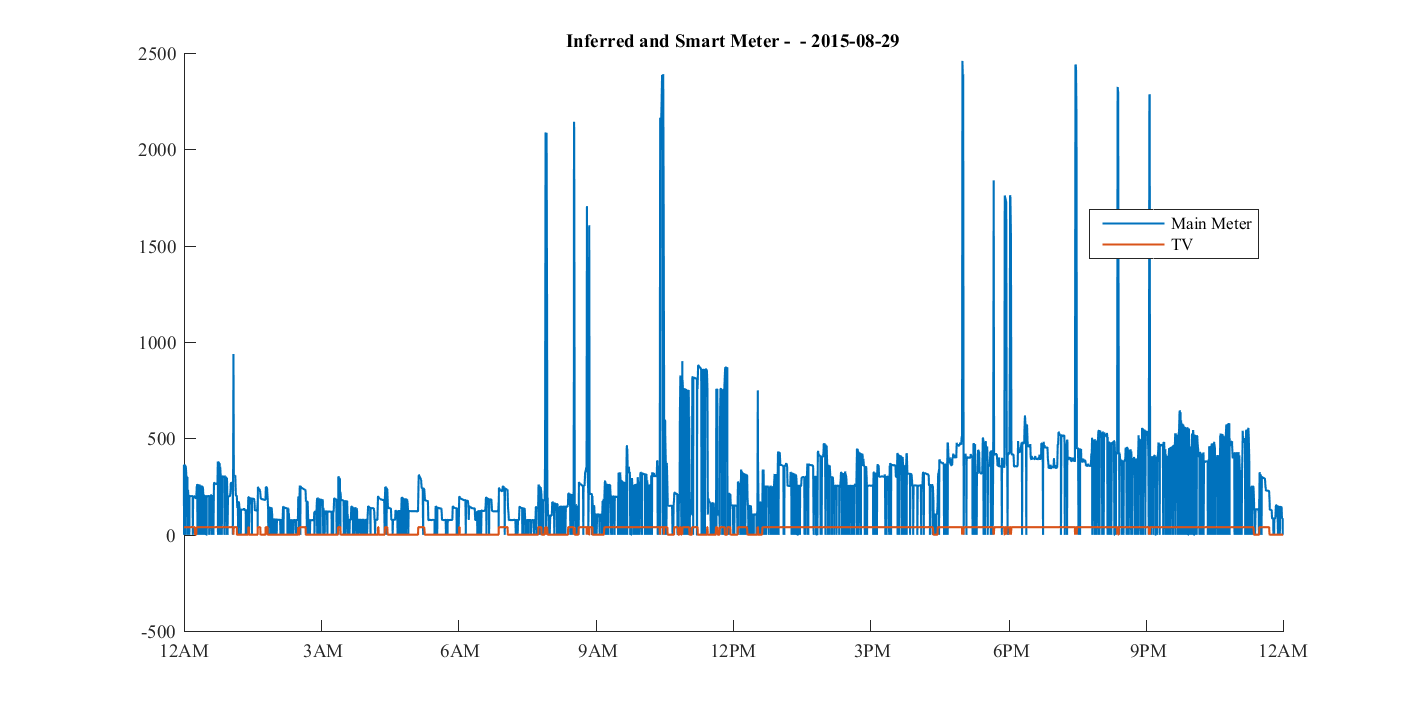 Inferred and Smart Meter -  - 2015-08-29
2500
2000
1500
1000
500
0
-500
Main Meter
TV
12AM
3AM
6AM
9AM
12PM
3PM
6PM
9PM
12AM